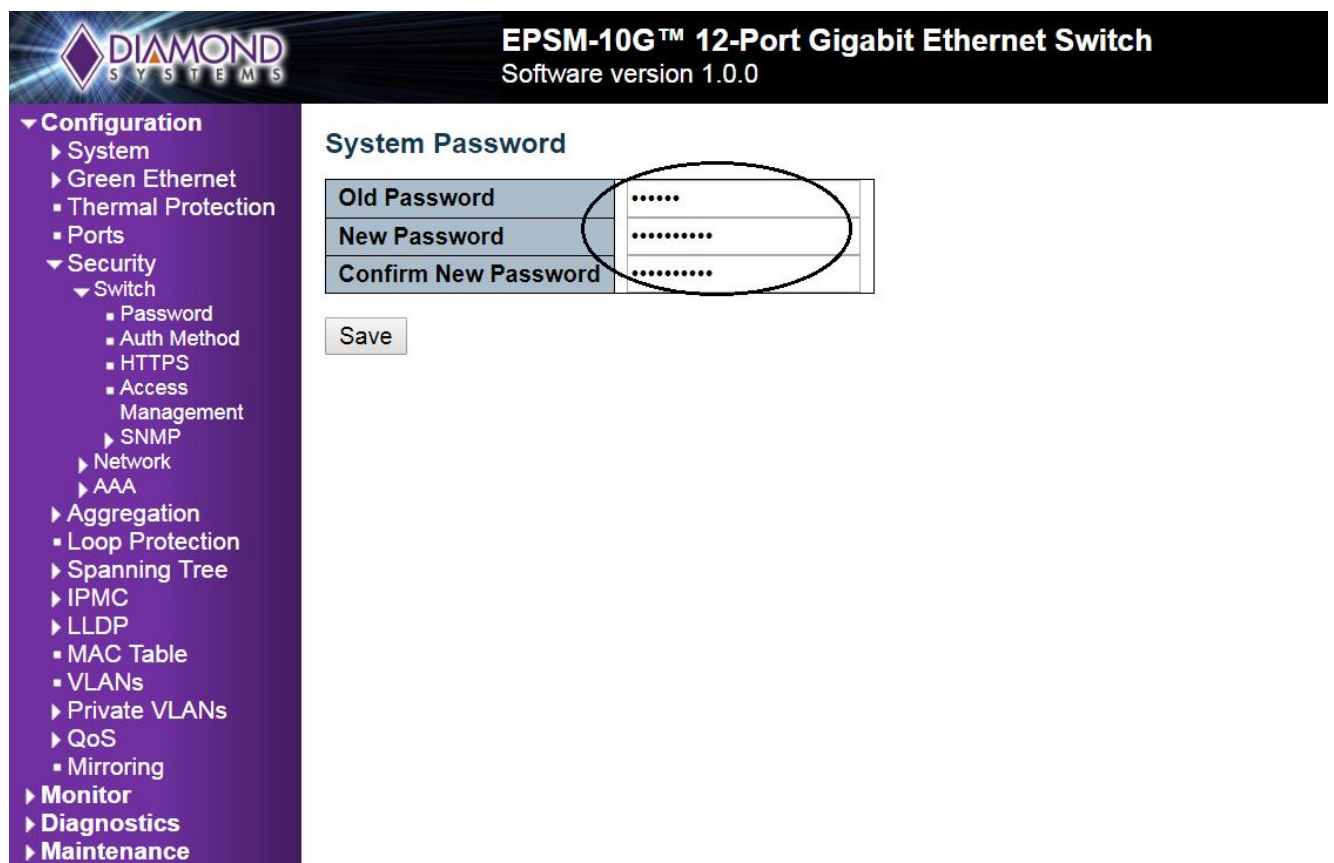 DIAMOND
SYSTEMS
EPSM-10G™ 12-Port Gigabit Ethernet Switch
Software version 1.0.0
Configuration
System
Green Ethernet
Thermal Protection
Ports
Security
Switch
Password
Auth Method
HTTPS
Access
Management
SNMP
Network
AAA
Aggregation
Loop Protection
Spanning Tree
IPMC
LLDP
MAC Table
VLANs
Private VLANs
QoS
Mirroring
Monitor
Diagnostics
Maintenance
System Password
Old Password ••••••
New Password ••••••••••
Confirm New Password ••••••••••
Save